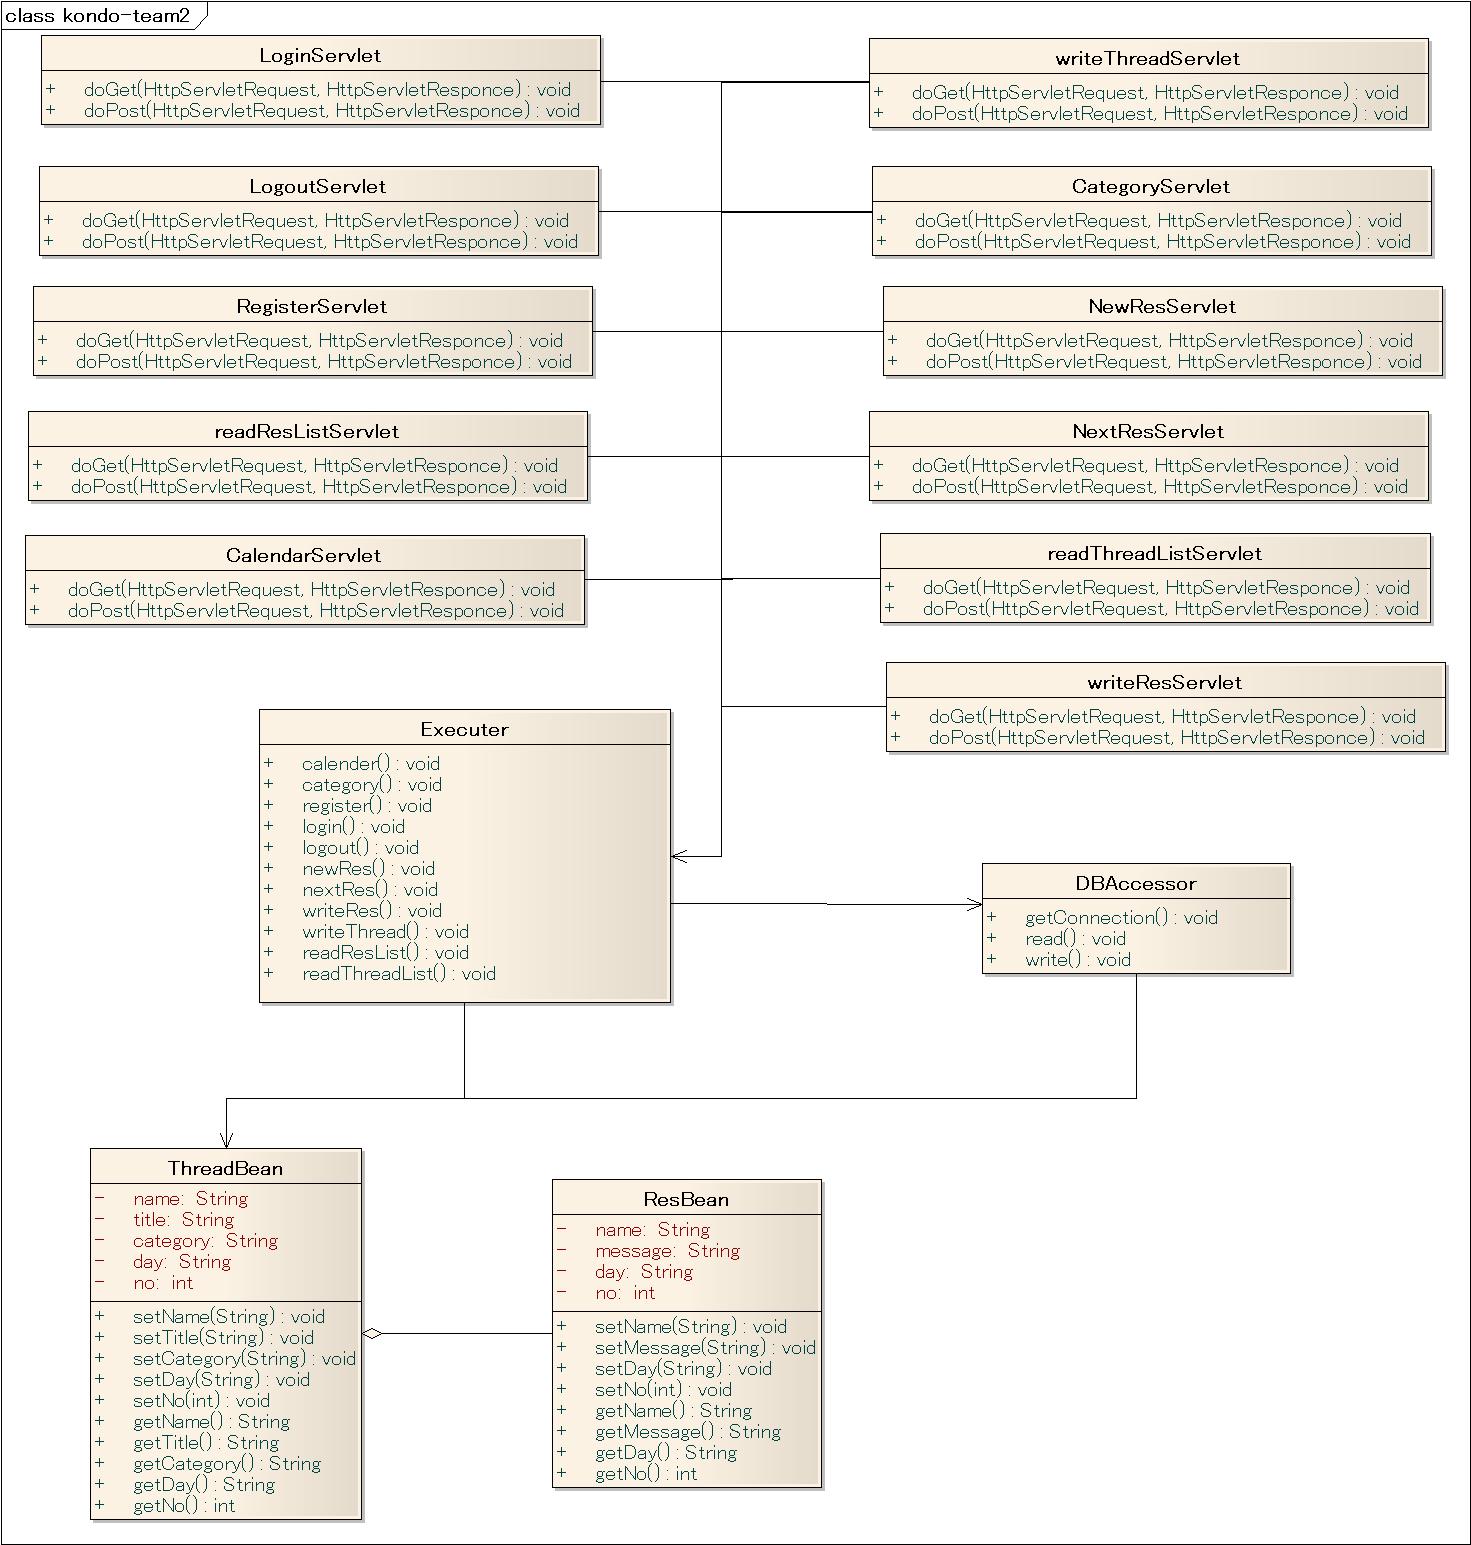 class kondo-team2
LoginServlet
+ doGet(HttpServletRequest, HttpServletResponce) : void
+ doPost(HttpServletRequest, HttpServletResponce) : void
writeThreadServlet
+ doGet(HttpServletRequest, HttpServletResponce) : void
+ doPost(HttpServletRequest, HttpServletResponce) : void
LogoutServlet
+ doGet(HttpServletRequest, HttpServletResponce) : void
+ doPost(HttpServletRequest, HttpServletResponce) : void
CategoryServlet
+ doGet(HttpServletRequest, HttpServletResponce) : void
+ doPost(HttpServletRequest, HttpServletResponce) : void
RegisterServlet
+ doGet(HttpServletRequest, HttpServletResponce) : void
+ doPost(HttpServletRequest, HttpServletResponce) : void
NewResServlet
+ doGet(HttpServletRequest, HttpServletResponce) : void
+ doPost(HttpServletRequest, HttpServletResponce) : void
readResListServlet
+ doGet(HttpServletRequest, HttpServletResponce) : void
+ doPost(HttpServletRequest, HttpServletResponce) : void
NextResServlet
+ doGet(HttpServletRequest, HttpServletResponce) : void
+ doPost(HttpServletRequest, HttpServletResponce) : void
CalendarServlet
+ doGet(HttpServletRequest, HttpServletResponce) : void
+ doPost(HttpServletRequest, HttpServletResponce) : void
readThreadListServlet
+ doGet(HttpServletRequest, HttpServletResponce) : void
+ doPost(HttpServletRequest, HttpServletResponce) : void
writeResServlet
+ doGet(HttpServletRequest, HttpServletResponce) : void
+ doPost(HttpServletRequest, HttpServletResponce) : void
Executer
+ calender() : void
+ category() : void
+ register() : void
+ login() : void
+ logout() : void
+ newRes() : void
+ nextRes() : void
+ writeRes() : void
+ writeThread() : void
+ readResList() : void
+ readThreadList() : void
DBAccessor
+ getConnection() : void
+ read() : void
+ write() : void
ThreadBean
- name: String
- title: String
- category: String
- day: String
- no: int
+ setName(String) : void
+ setTitle(String) : void
+ setCategory(String) : void
+ setDay(String) : void
+ setNo(int) : void
+ getName() : String
+ getTitle() : String
+ getCategory() : String
+ getDay() : String
+ getNo() : int
ResBean
- name: String
- message: String
- day: String
- no: int
+ setName(String) : void
+ setMessage(String) : void
+ setDay(String) : void
+ setNo(int) : void
+ getName() : String
+ getMessage() : String
+ getDay() : String
+ getNo() : int